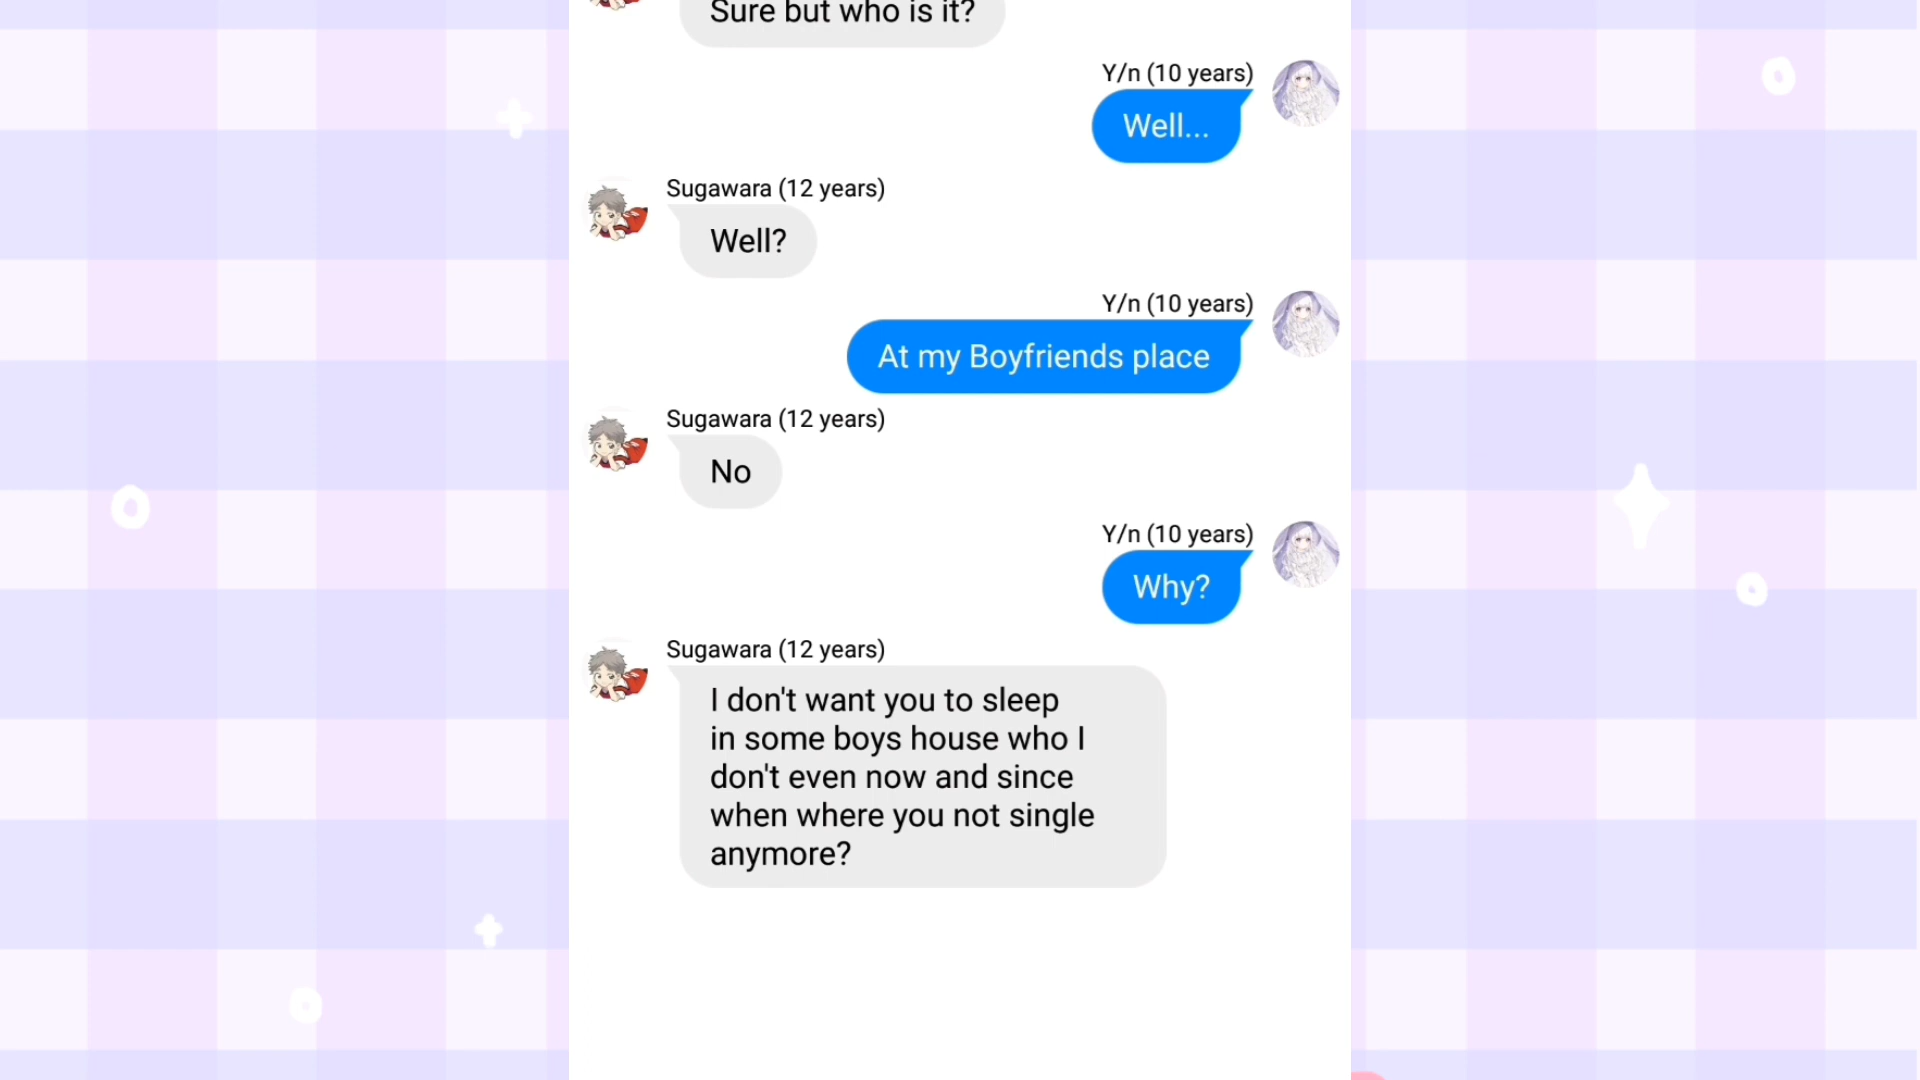 Sure but who is it?
Y/n (10 years)
Well...
Sugawara (12 years)
Well?
Y/n (10 years)
At my Boyfriends place
Sugawara (12 years)
No
Y/n (10 years)
Why?
Sugawara (12 years)
I don't want you to sleep
in some boys house who I
don't even now and since
when where you not single
anymore?